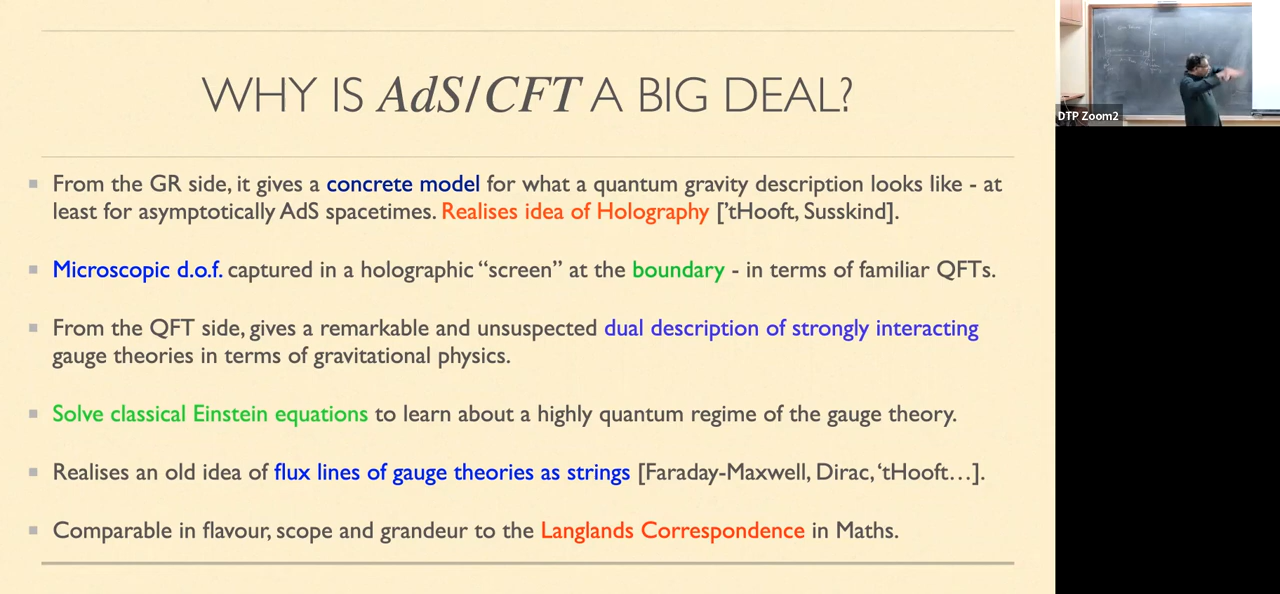 WHY IS AdS/CFT A BIG DEAL?
From the GR side, it gives a concrete model for what a quantum gravity description looks like - at
least for asymptotically AdS spacetimes. Realises idea of Holography ['tHooft, Susskind].
Microscopic d.o.f. captured in a holographic “screen” at the boundary - in terms of familiar QFTs.
From the QFT side, gives a remarkable and unsuspected dual description of strongly interacting
gauge theories in terms of gravitational physics.
Solve classical Einstein equations to learn about a highly quantum regime of the gauge theory.
Realises an old idea of flux lines of gauge theories as strings [Faraday-Maxwell, Dirac, ‘tHooft…].
Comparable in flavour, scope and grandeur to the Langlands Correspondence in Maths.
DTP Zoom2